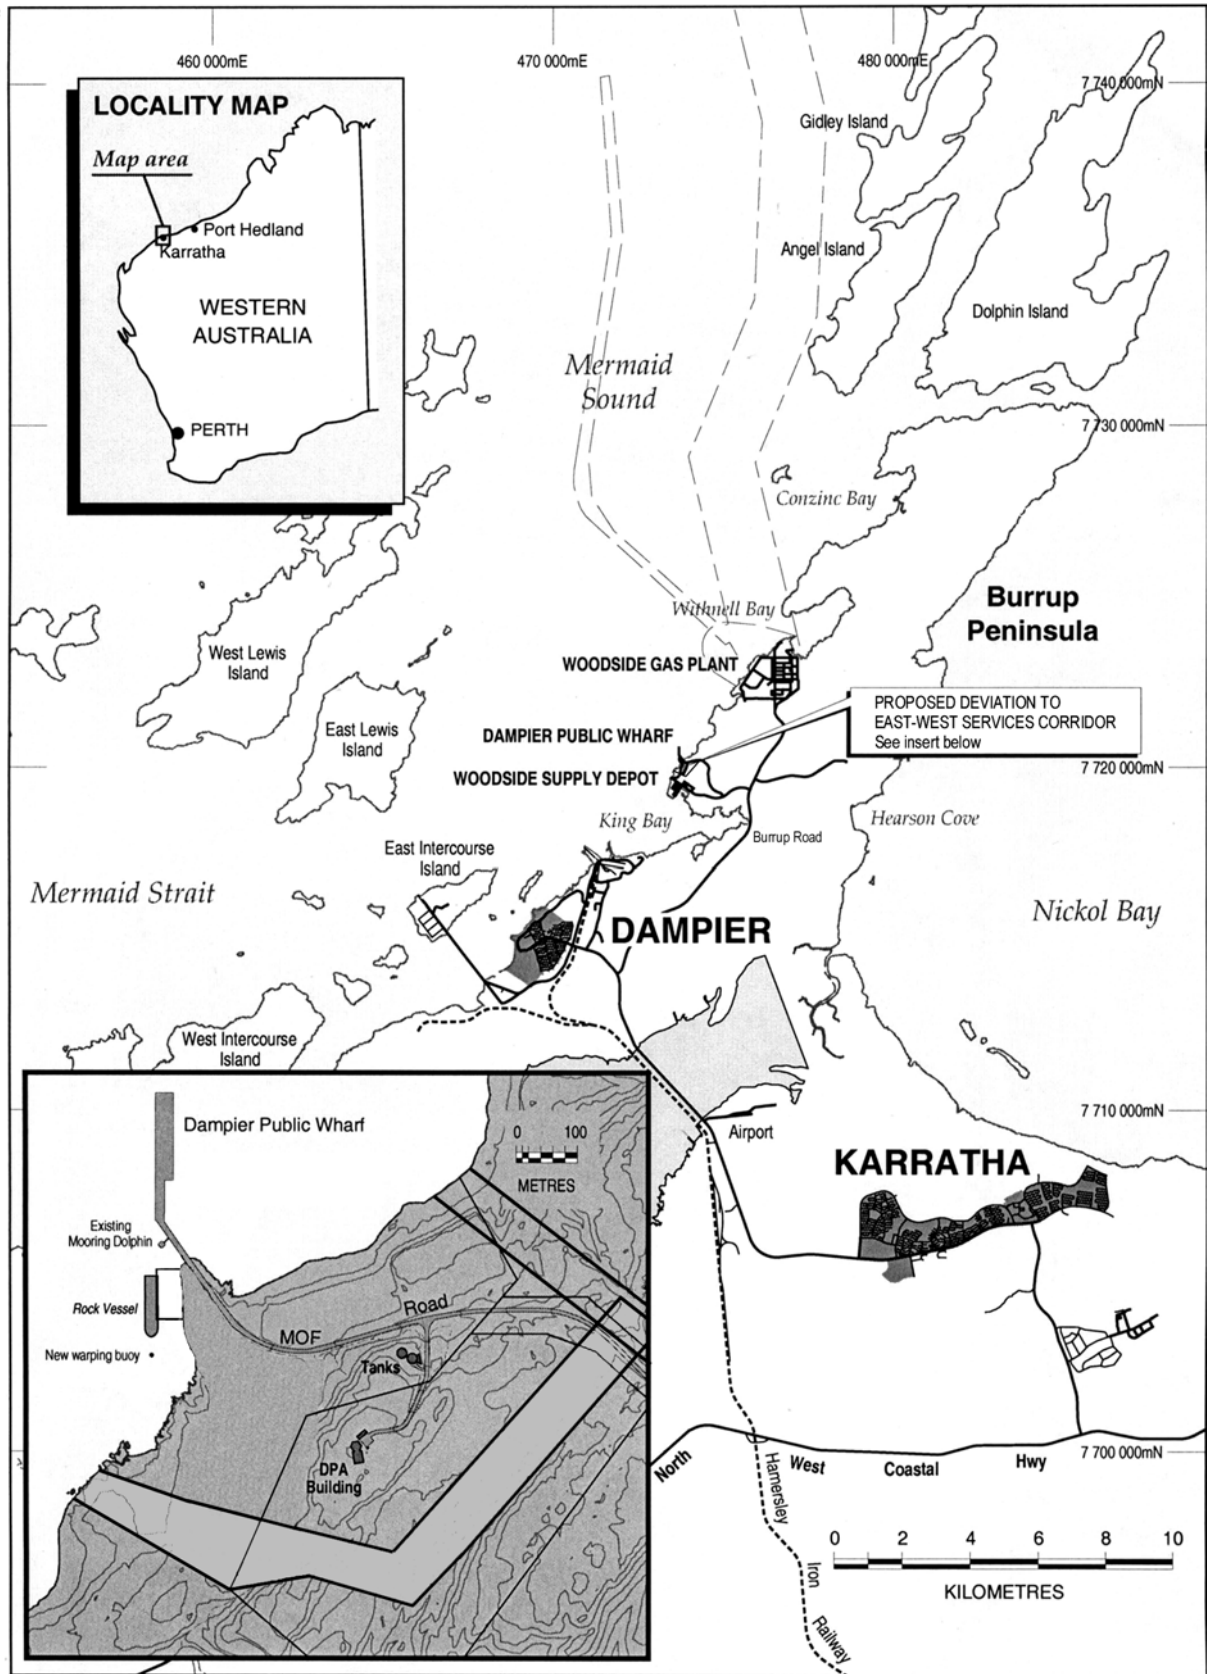 460 000mE
470 000mE
480 000mE
7 740 000mN
LOCALITY MAP
Map area
Port Hedland
Karratha
WESTERN
AUSTRALIA
PERTH
Gidley Island
Angel Island
Dolphin Island
Mermaid
Sound
7 730 000mN
Conzinc Bay
Withnell Bay
Burrup
Peninsula
West Lewis
Island
WOODSIDE GAS PLANT
PROPOSED DEVIATION TO
EAST-WEST SERVICES CORRIDOR
See insert below
East Lewis
Island
DAMPIER PUBLIC WHARF
WOODSIDE SUPPLY DEPOT
7 720 000mN
King Bay
Hearson Cove
Burrup Road
East Intercourse
Island
Mermaid Strait
DAMPIER
Nickol Bay
West Intercourse
Island
7 710 000mN
Airport
KARRATHA
Dampier Public Wharf
0 100
METRES
Existing
Mooring Dolphin
Rock Vessel
MOF Road
New warping buoy
Tanks
DPA
Building
7 700 000mN
North West Coastal Hwy
Hamersley
Iron
Railway
0 2 4 6 8 10
KILOMETRES